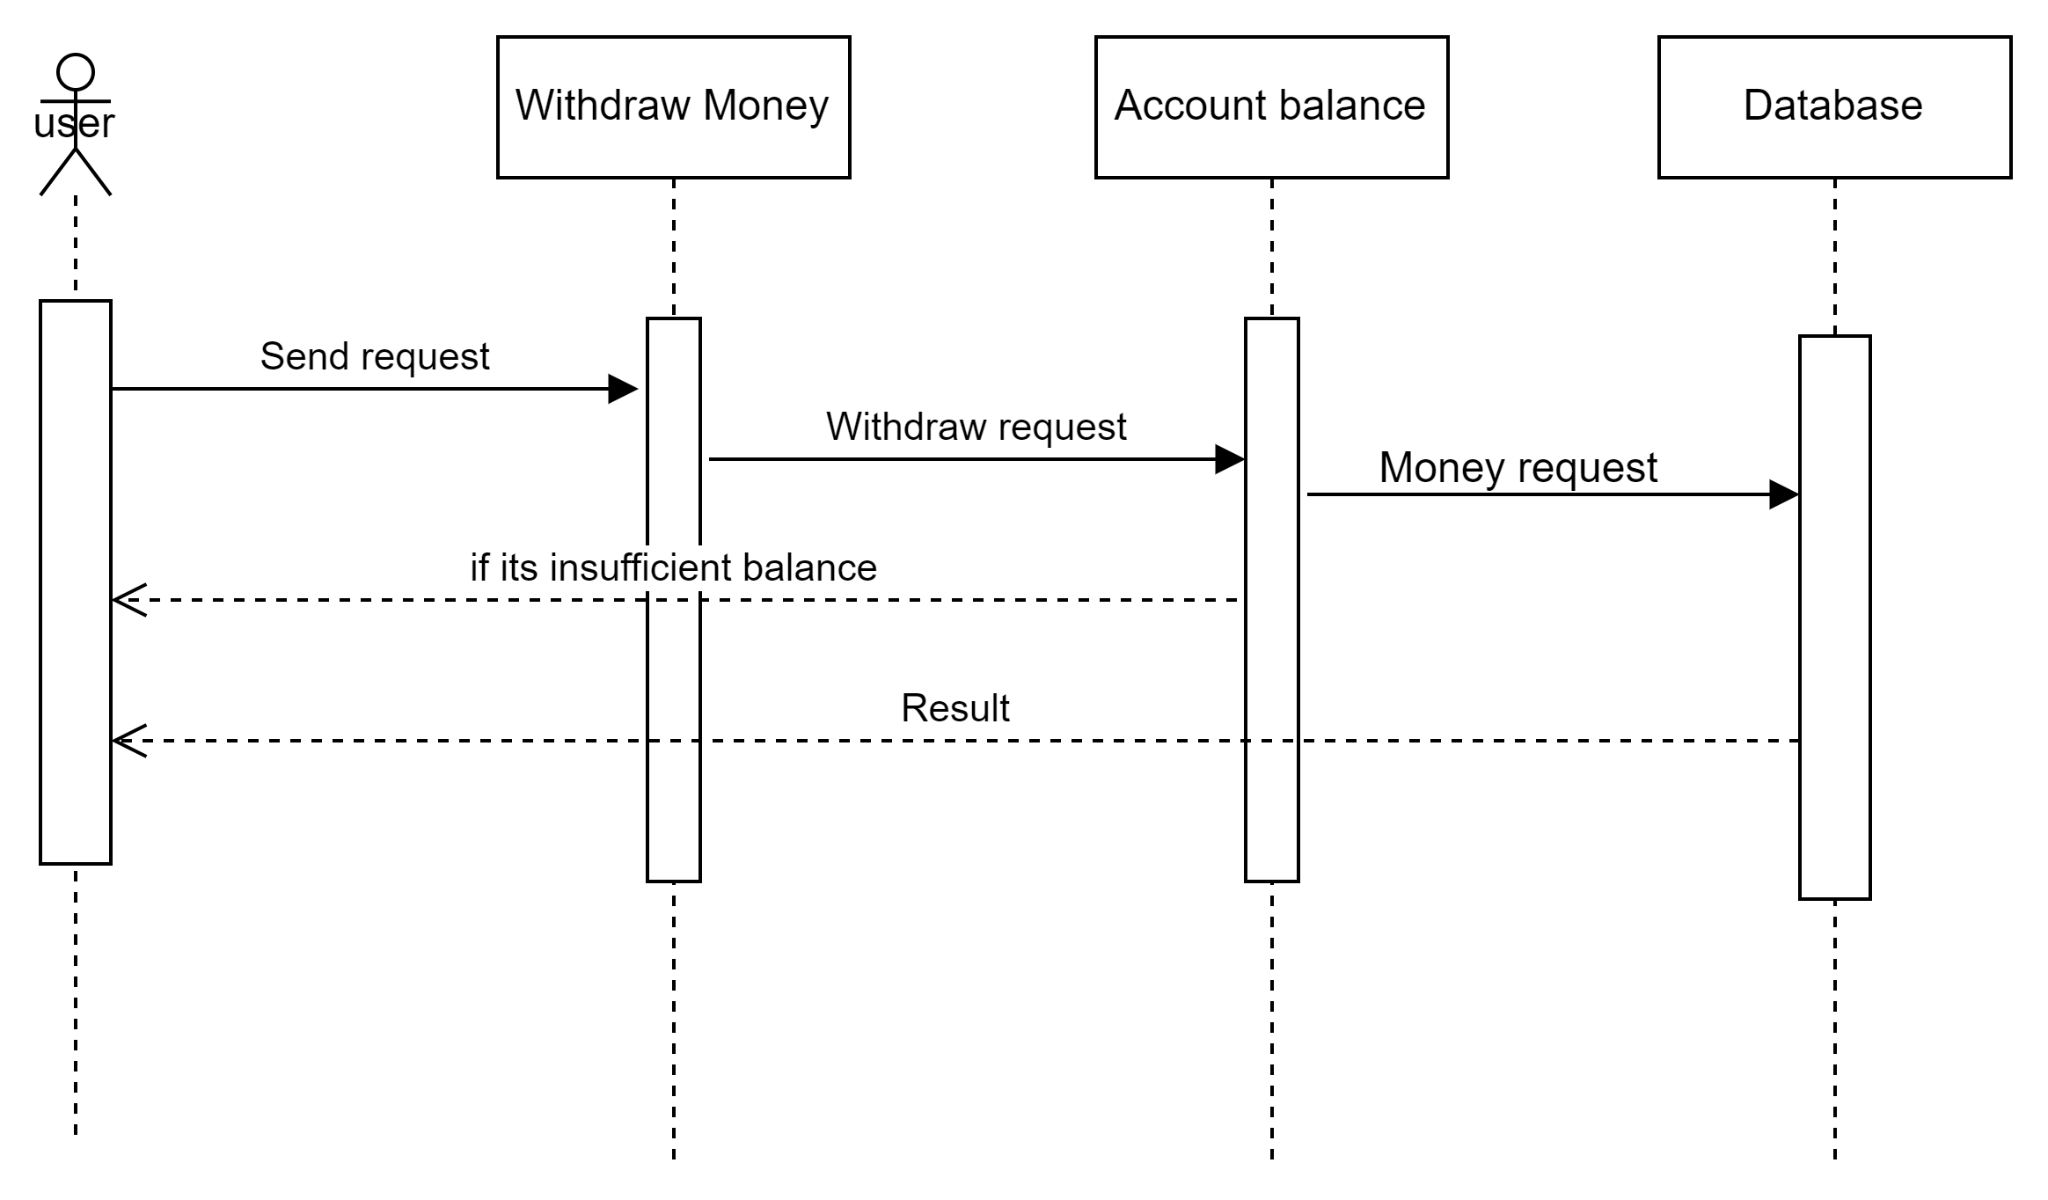 user
Withdraw Money
Account balance
Database
Send request
Withdraw request
Money request
if its insufficient balance
Result